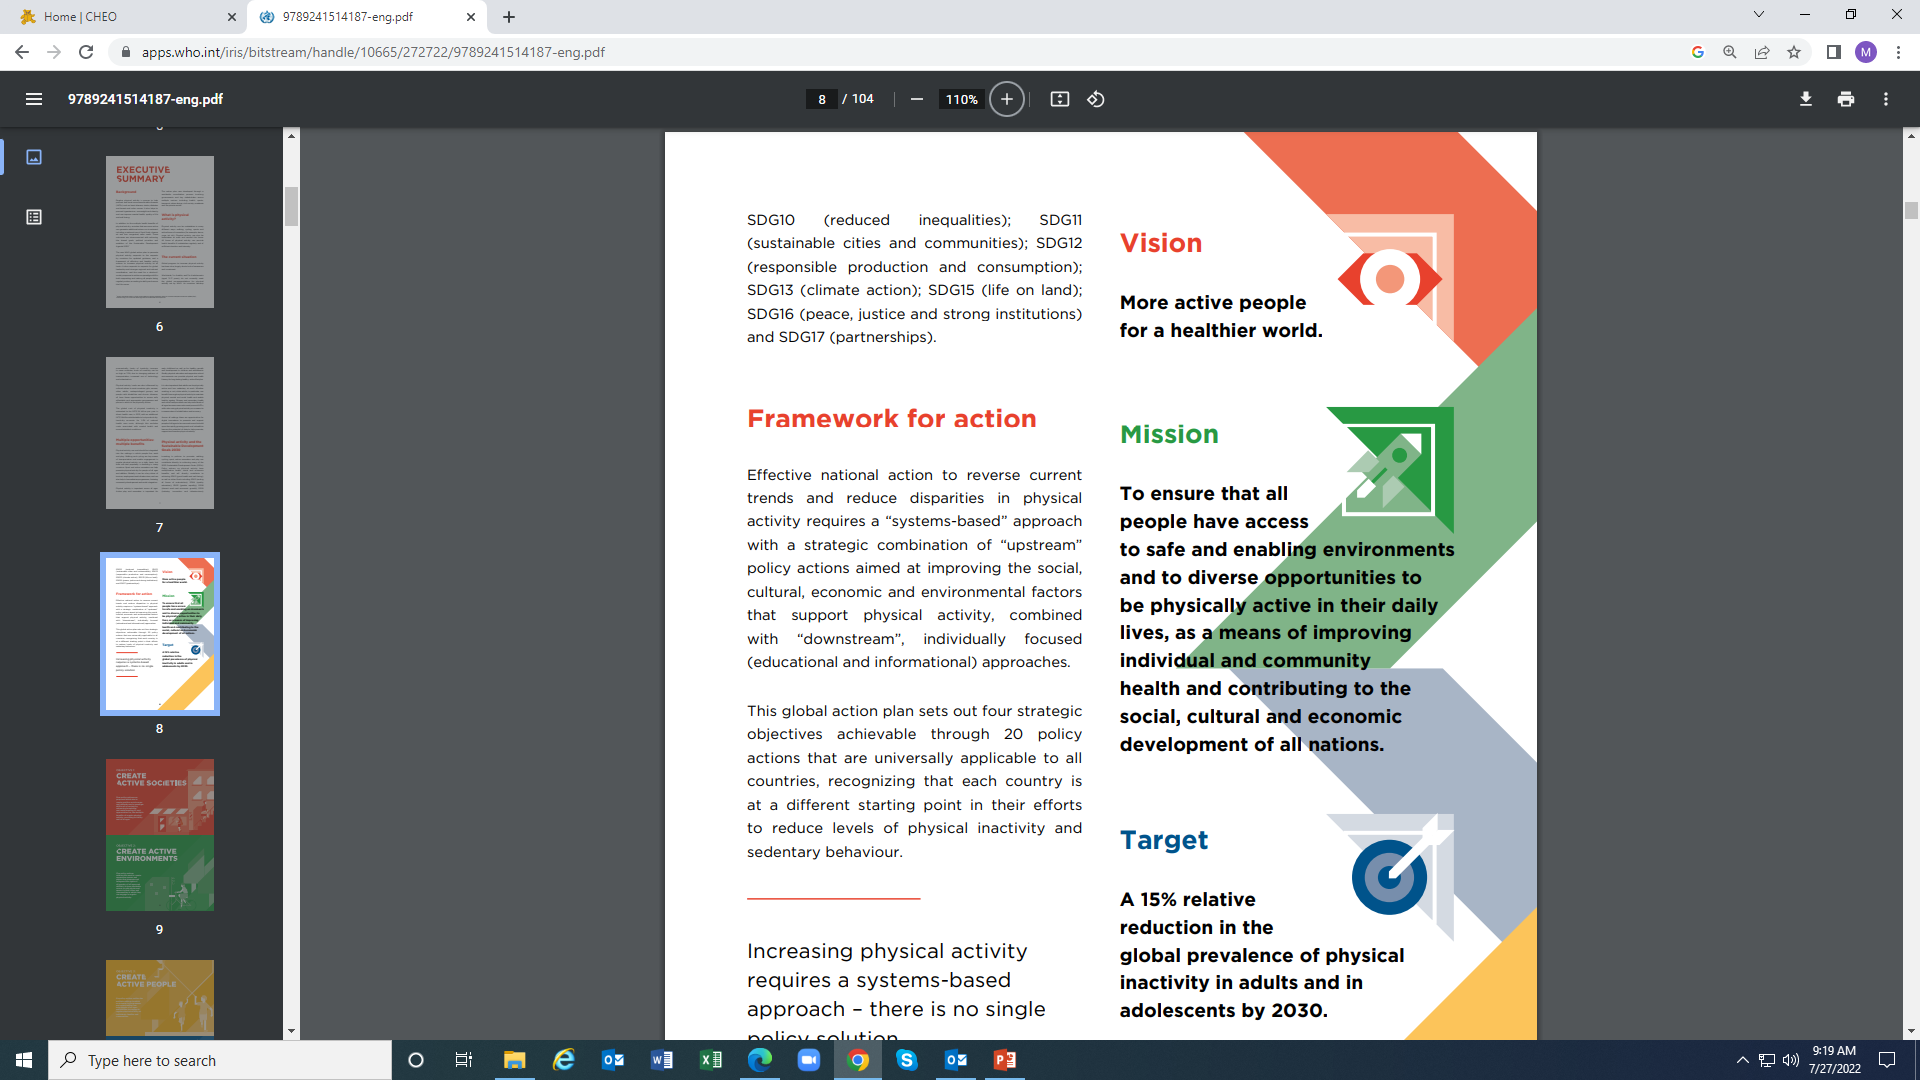 Home | CHEO
9789241514187-eng.pdf
apps.who.int/iris/bitstream/handle/10665/272722/9789241514187-eng.pdf
M
9789241514187-eng.pdf
8 / 104
110%
EXECUTIVE
SUMMARY
6
7
8
CREATE
ACTIVE SOCIETIES
CREATE ACTIVE
ENVIRONMENTS
9
CREATE
ACTIVE PEOPLE
SDG10 (reduced inequalities); SDG11
(sustainable cities and communities); SDG12
(responsible production and consumption);
SDG13 (climate action); SDG15 (life on land);
SDG16 (peace, justice and strong institutions)
and SDG17 (partnerships).
Framework for action
Effective national action to reverse current
trends and reduce disparities in physical
activity requires a “systems-based” approach
with a strategic combination of “upstream”
policy actions aimed at improving the social,
cultural, economic and environmental factors
that support physical activity, combined
with “downstream”, individually focused
(educational and informational) approaches.
This global action plan sets out four strategic
objectives achievable through 20 policy
actions that are universally applicable to all
countries, recognizing that each country is
at a different starting point in their efforts
to reduce levels of physical inactivity and
sedentary behaviour.
Increasing physical activity
requires a systems-based
approach – there is no single
policy solution
Vision
More active people
for a healthier world.
Mission
To ensure that all
people have access
to safe and enabling environments
and to diverse opportunities to
be physically active in their daily
lives, as a means of improving
individual and community
health and contributing to the
social, cultural and economic
development of all nations.
Target
A 15% relative
reduction in the
global prevalence of physical
inactivity in adults and in
adolescents by 2030.
Type here to search
9:19 AM
7/27/2022